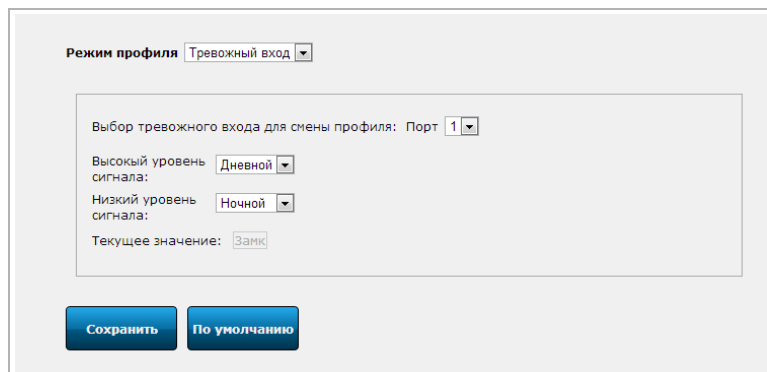 Режим профиля Тревожный вход
Выбор тревожного входа для смены профиля: Порт 1
Высокый уровень Дневной
сигнала:
Низкий уровень Ночной
сигнала:
Текущее значение: Замк
Сохранить По умолчанию